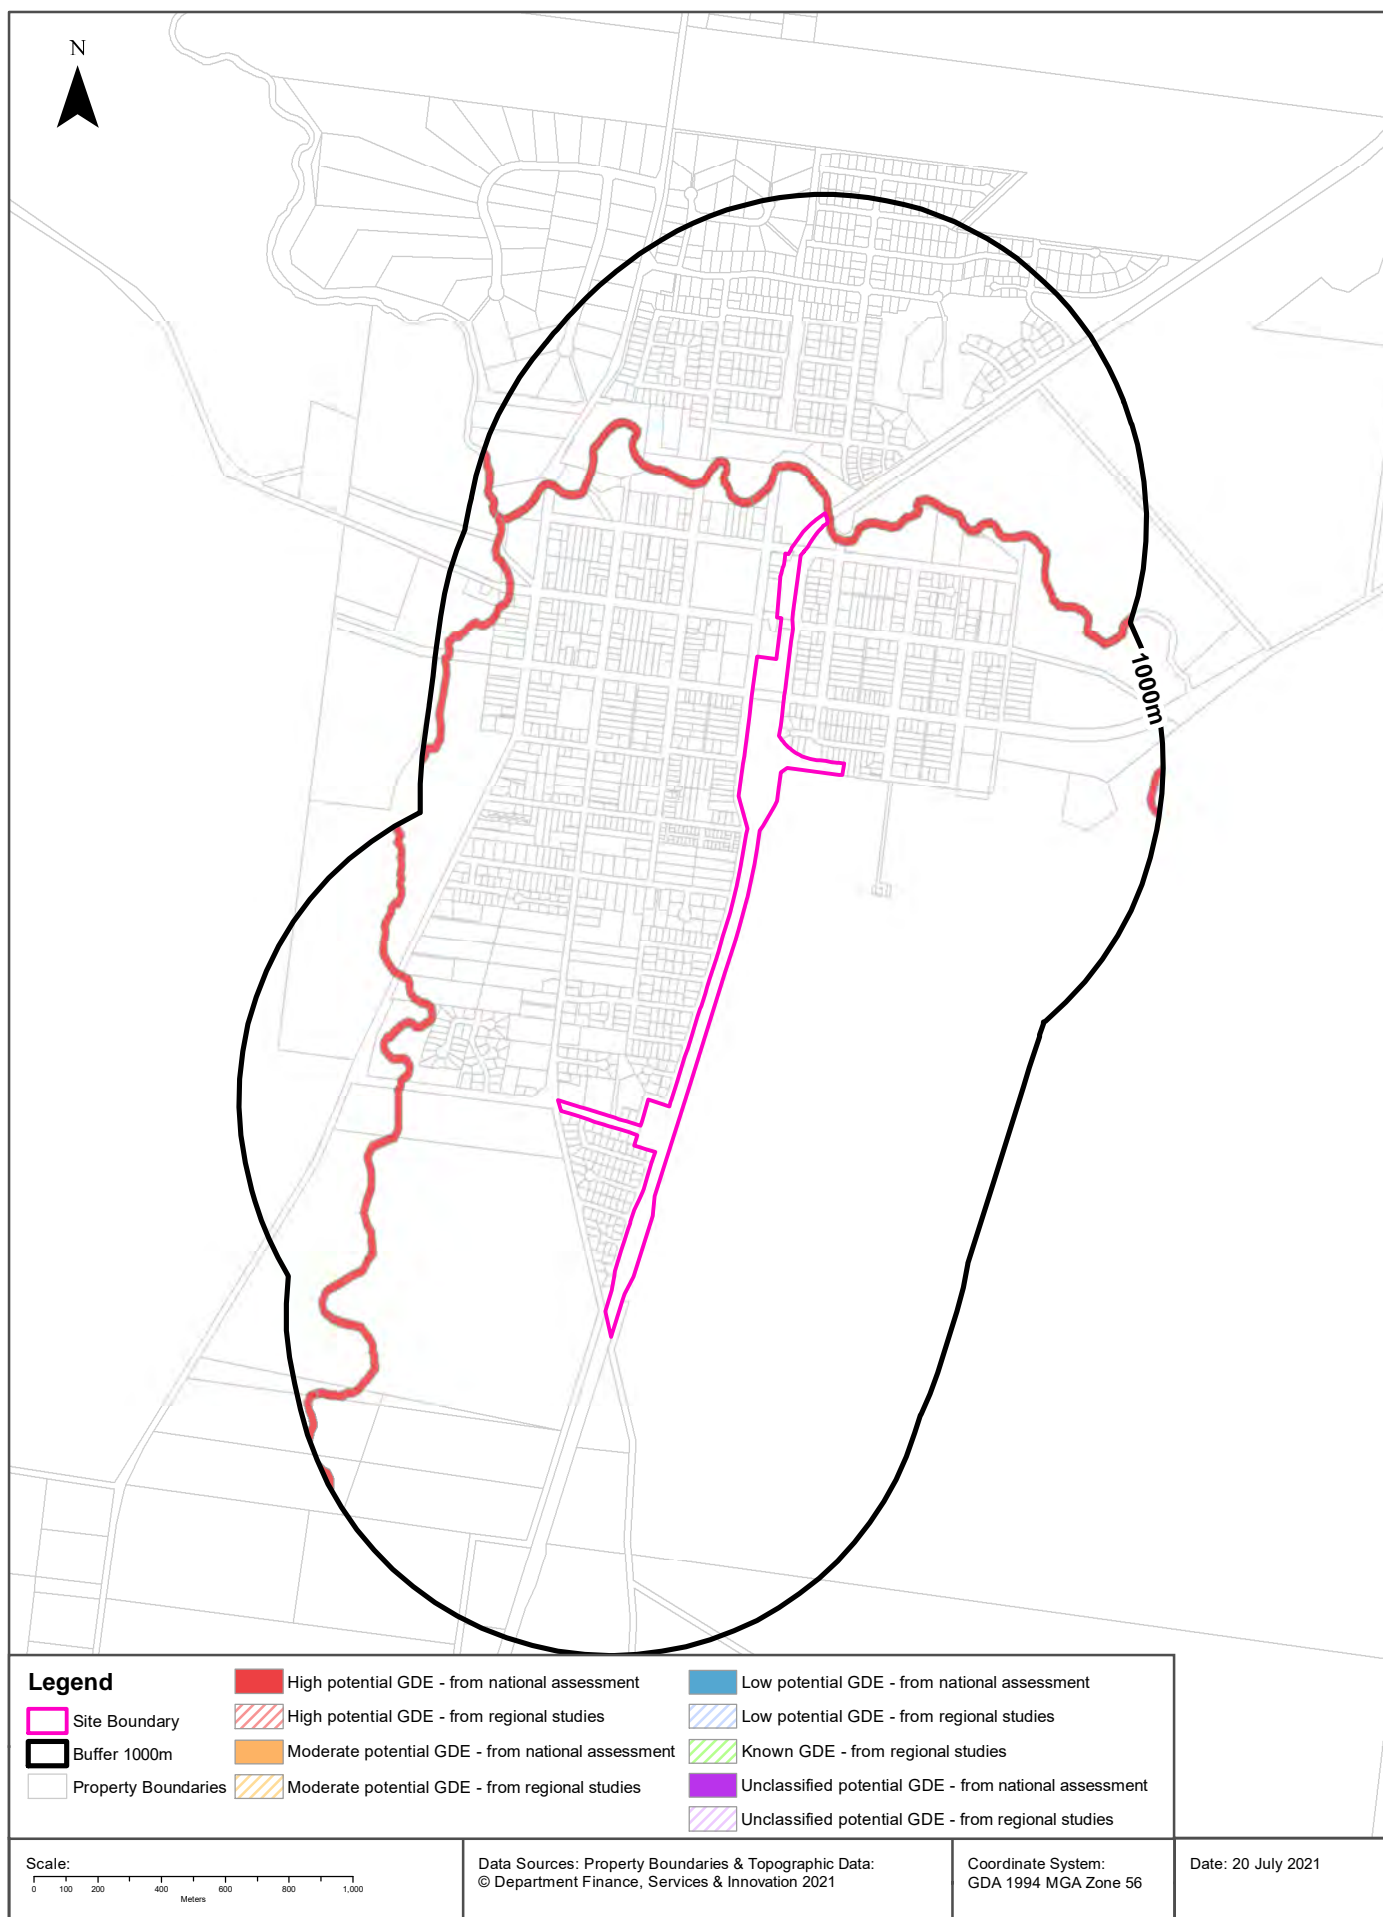 N
1000m
Legend
Site Boundary
Buffer 1000m
Property Boundaries
High potential GDE - from national assessment
High potential GDE - from regional studies
Moderate potential GDE - from national assessment
Moderate potential GDE - from regional studies
Low potential GDE - from national assessment
Low potential GDE - from regional studies
Known GDE - from regional studies
Unclassified potential GDE - from national assessment
Unclassified potential GDE - from regional studies
Scale:
0 100 200 400 600 800 1,000
Meters
Data Sources: Property Boundaries & Topographic Data:
© Department Finance, Services & Innovation 2021
Coordinate System:
GDA 1994 MGA Zone 56
Date: 20 July 2021